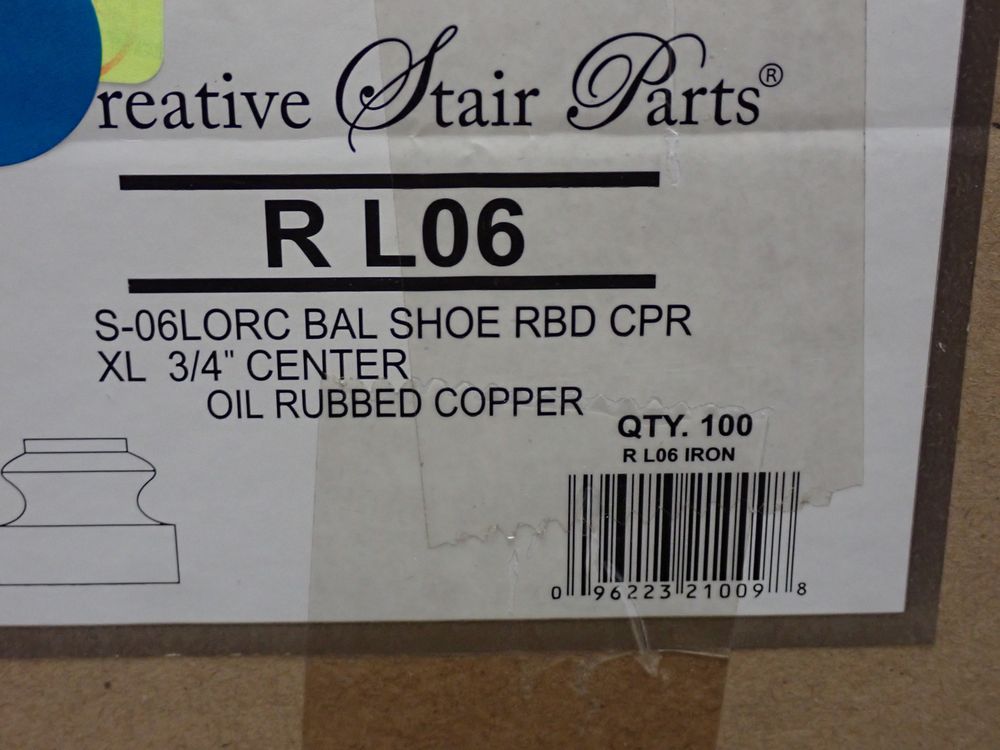 reative Stair Parts®
R L06
S-06LORC BAL SHOE RBD CPR
XL 3/4" CENTER
OIL RUBBED COPPER
QTY. 100
R L06 IRON
0 96223 21009 8